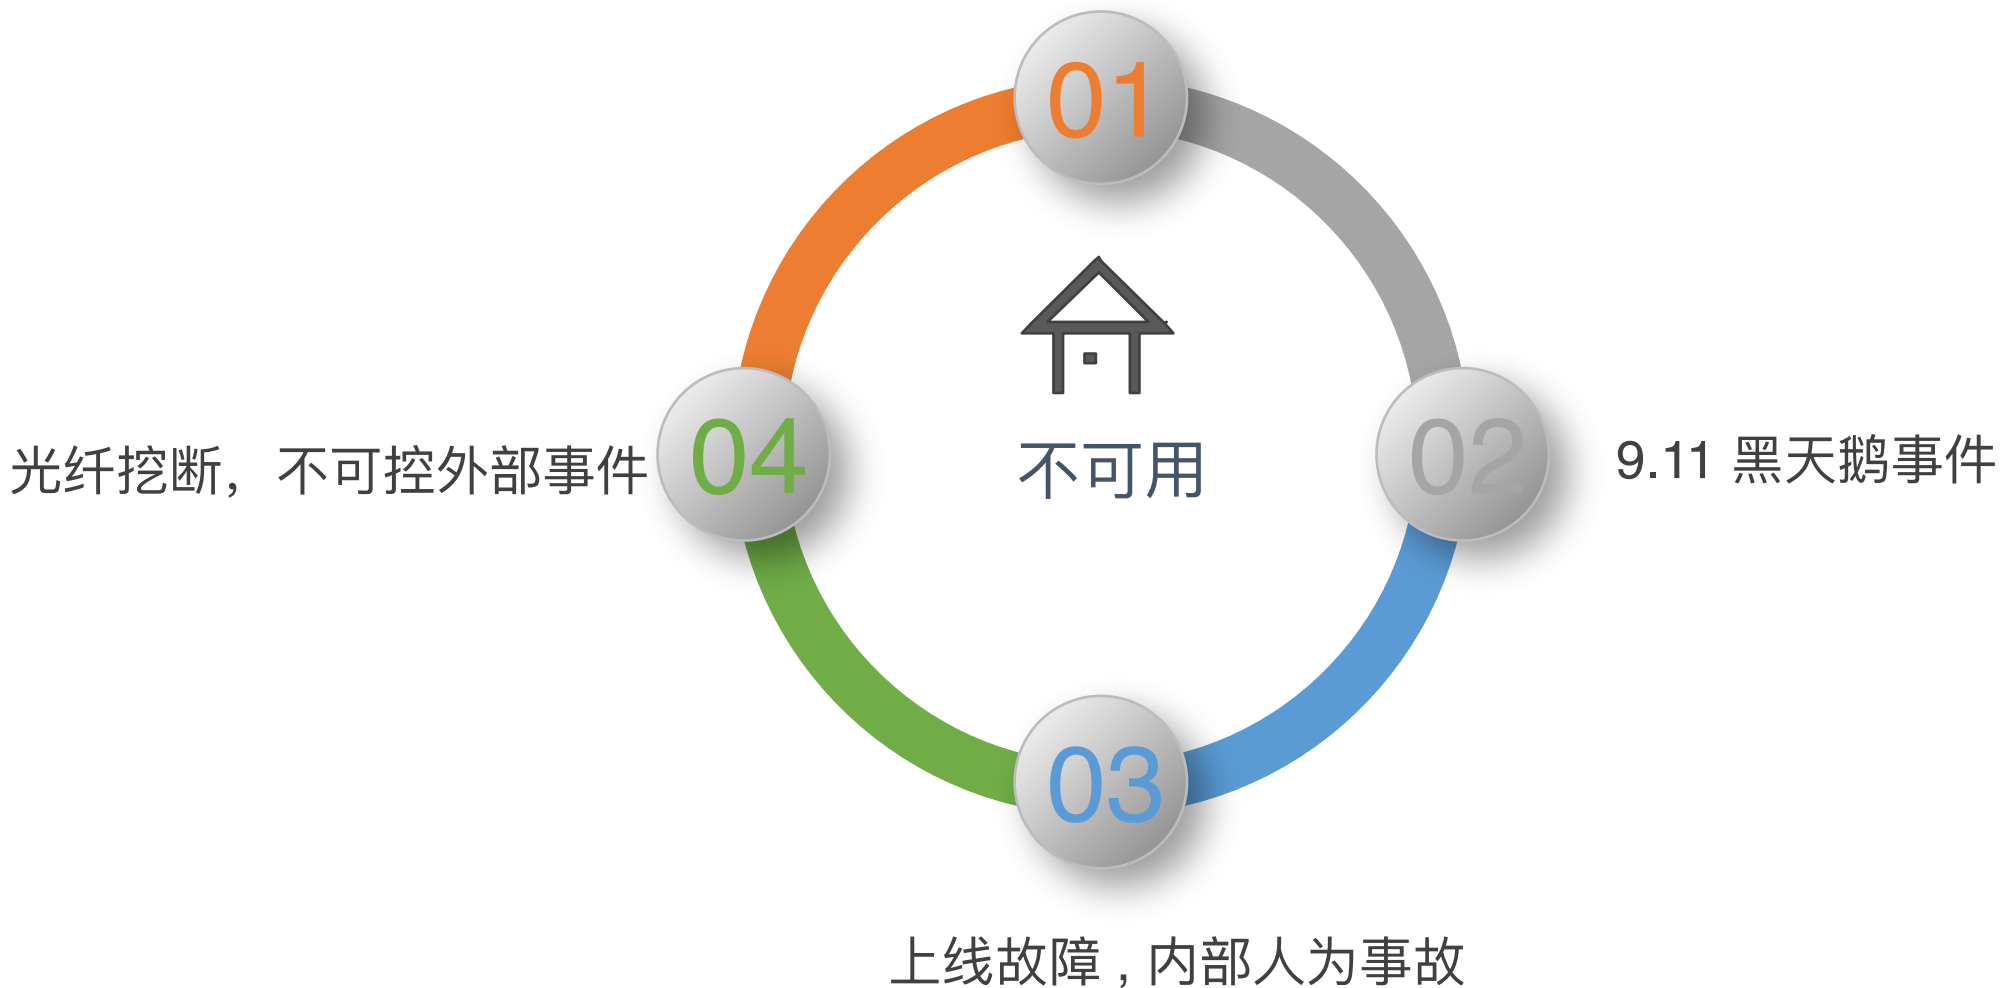 01
不可用
02
9.11 黑天鹅事件
04
光纤挖断，不可控外部事件
03
上线故障 , 内部人为事故